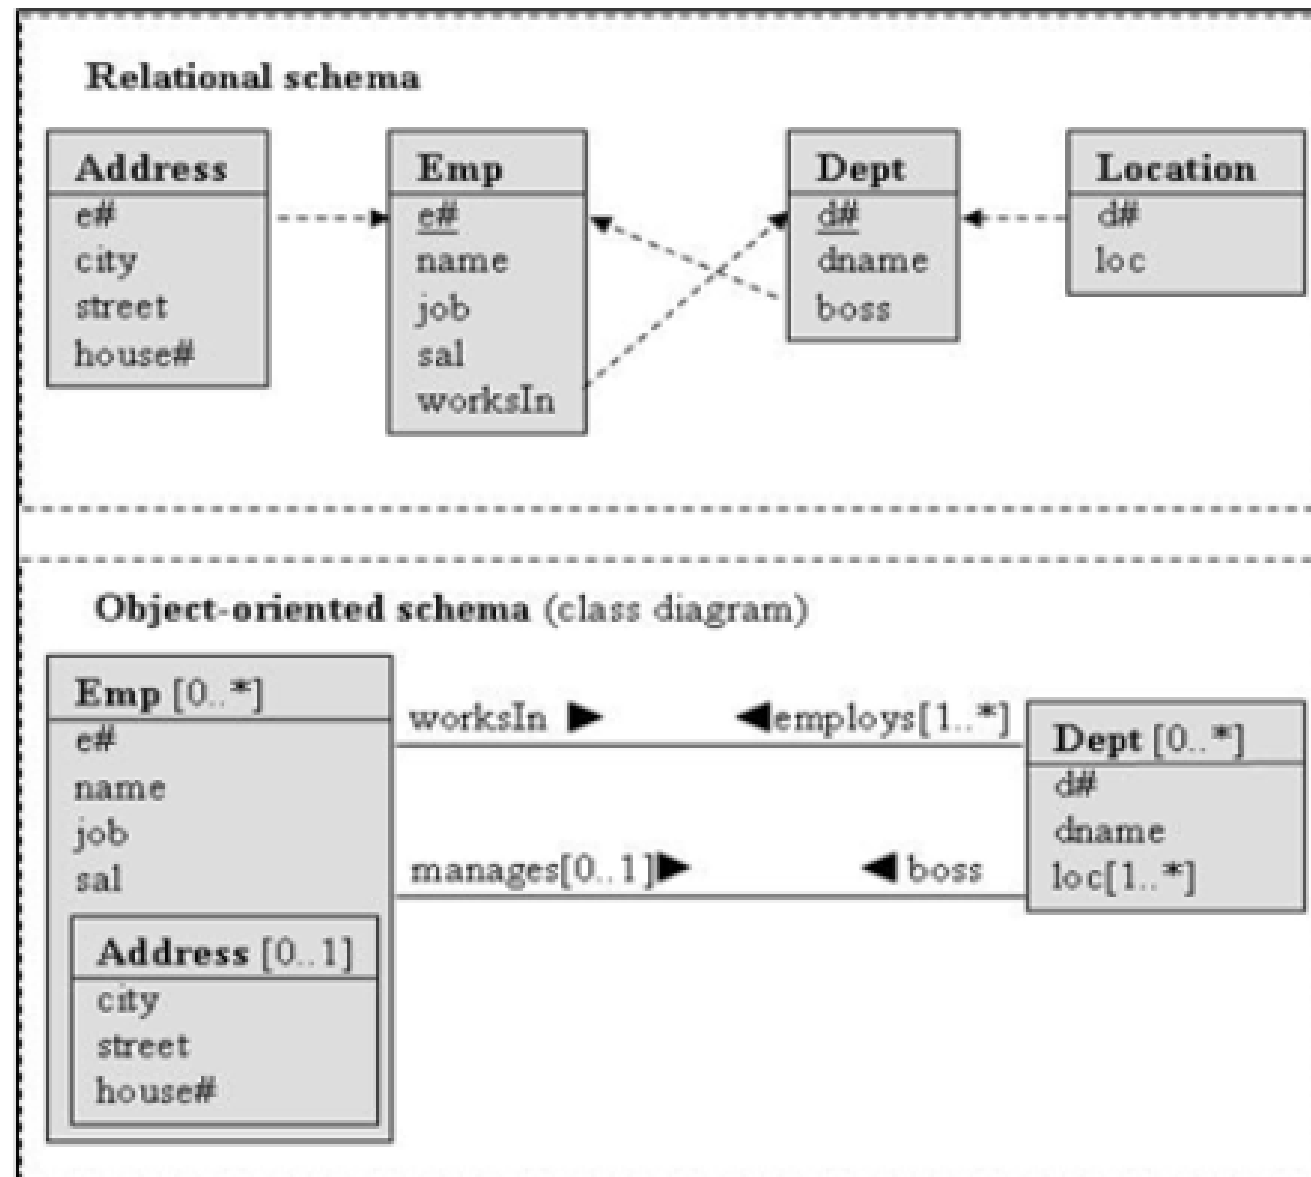 Relational schema
Address
e#
city
street
house#
Emp
e#
name
job
sal
worksIn
Dept
d#
dname
boss
Location
d#
loc
Object-oriented schema (class diagram)
Emp [0..*]
e#
name
job
sal
Address [0..1]
city
street
house#
worksIn
employs[1..*]
manages[0..1]
boss
Dept [0..*]
d#
dname
loc[1..*]